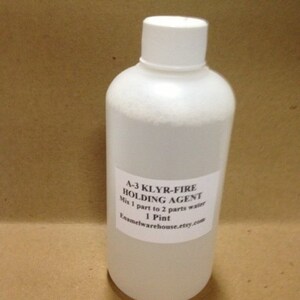 A-3 KLYR-FIRE
HOLDING AGENT
Mix 1 part to 2 parts water
1 Pint
Enamelwarehouse.etsy.com